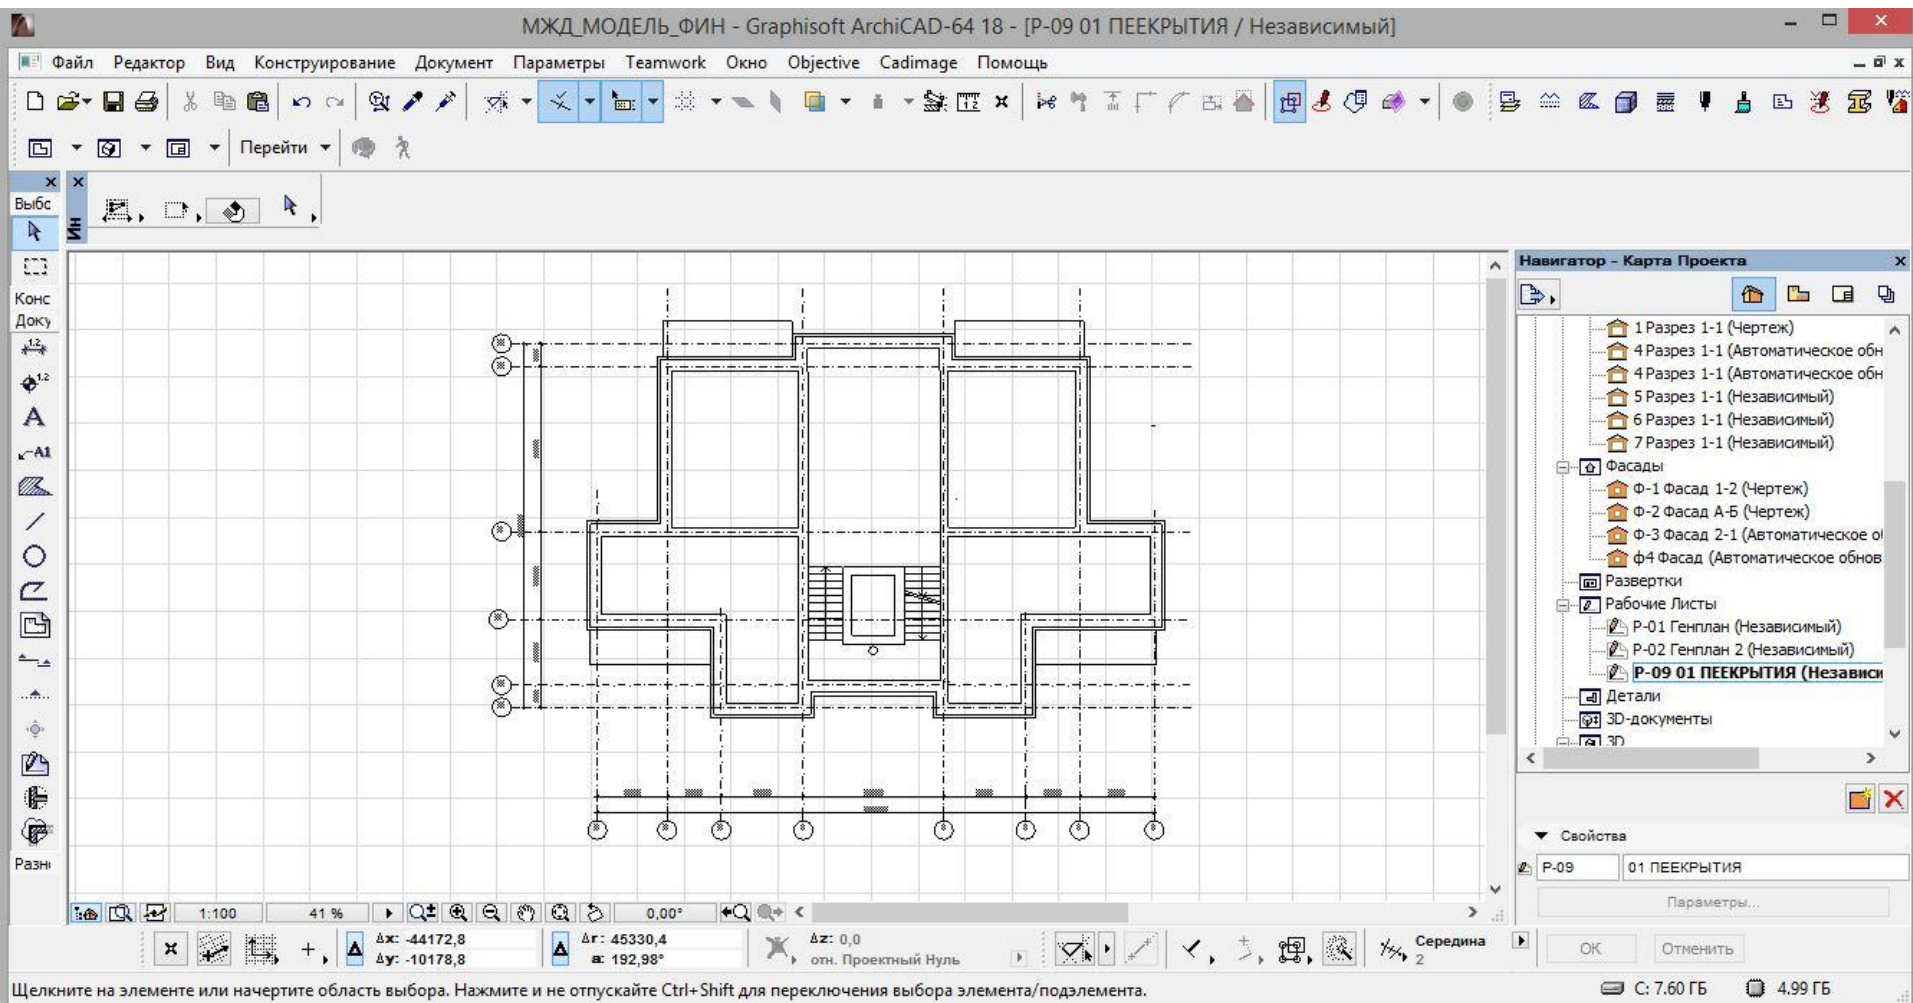 МЖД_МОДЕЛЬ_ФИН - Graphisoft ArchiCAD-64 18 - [Р-09 01 ПЕЕКРЫТИЯ / Независимый]
Файл Редактор Вид Конструирование Документ Параметры Teamwork Окно Objective Cadimage Помощь
Перейти
Выбс
Ин
Конс
Доку
1.2
1.2
A
A1
Разн
Навигатор - Карта Проекта
1 Разрез 1-1 (Чертеж)
4 Разрез 1-1 (Автоматическое обн
4 Разрез 1-1 (Автоматическое обн
5 Разрез 1-1 (Независимый)
6 Разрез 1-1 (Независимый)
7 Разрез 1-1 (Независимый)
Фасады
Ф-1 Фасад 1-2 (Чертеж)
Ф-2 Фасад А-Б (Чертеж)
Ф-3 Фасад 2-1 (Автоматическое о
ф4 Фасад (Автоматическое обнов
Развертки
Рабочие Листы
Р-01 Генплан (Независимый)
Р-02 Генплан 2 (Независимый)
Р-09 01 ПЕЕКРЫТИЯ (Независи
Детали
3D-документы
3D
Свойства
Р-09 01 ПЕЕКРЫТИЯ
Параметры...
ОК Отменить
1:100 41 % 0,00°
Δx: -44172,8
Δy: -10178,8
Δr: 45330,4
a: 192,98°
Δz: 0,0
отн. Проектный Нуль
Середина
2
Щелкните на элементе или начертите область выбора. Нажмите и не отпускайте Ctrl+Shift для переключения выбора элемента/подэлемента.
C: 7.60 ГБ 4.99 ГБ